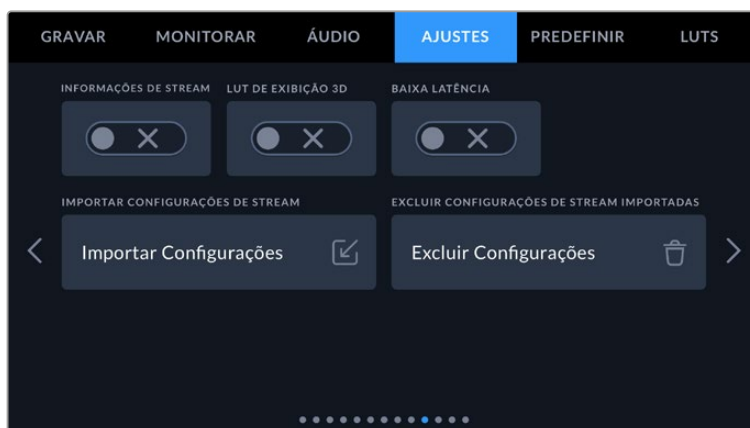 GRAVAR MONITORAR ÁUDIO AJUSTES PREDEFINIR LUTS
INFORMAÇÕES DE STREAM LUT DE EXIBIÇÃO 3D BAIXA LATÊNCIA
IMPORTAR CONFIGURAÇÕES DE STREAM EXCLUIR CONFIGURAÇÕES DE STREAM IMPORTADAS
Importar Configurações Excluir Configurações